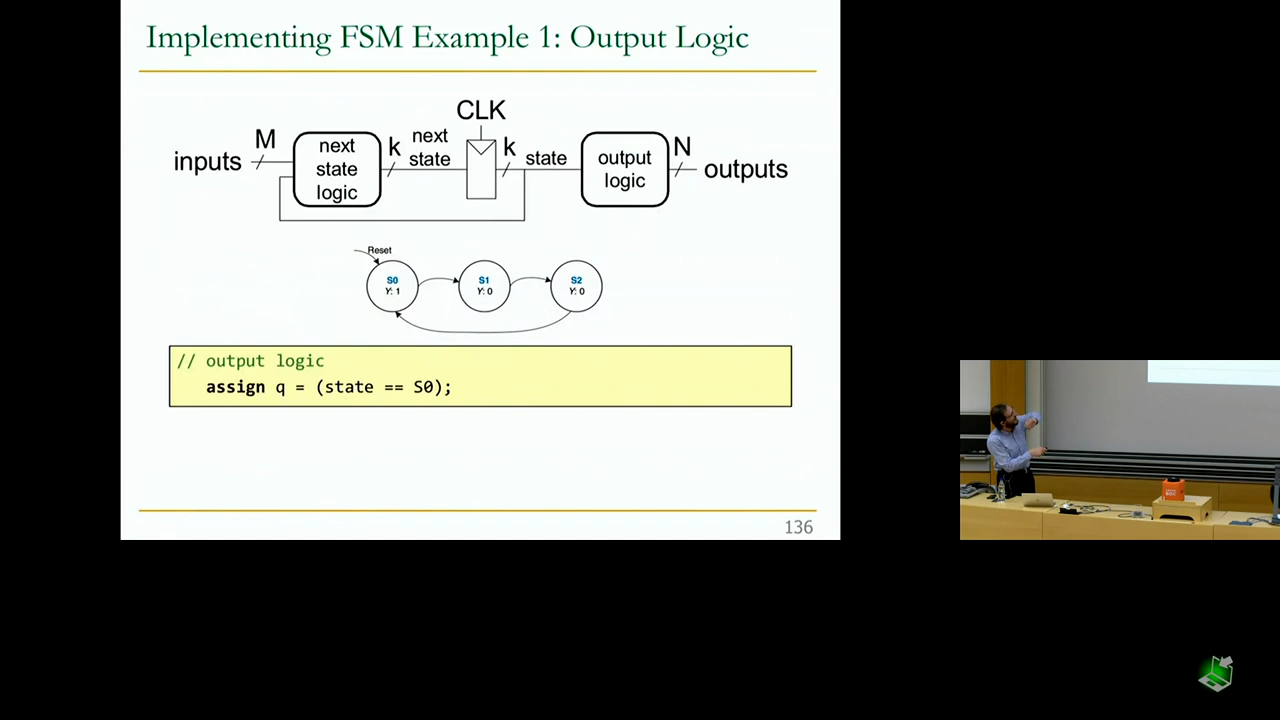 Implementing FSM Example 1: Output Logic
CLK
inputs
M
next
state
logic
k
next
state
k
state
output
logic
N
outputs
Reset
S0
Y: 1
S1
Y: 0
S2
Y: 0
// output logic
assign q = (state == S0);
136